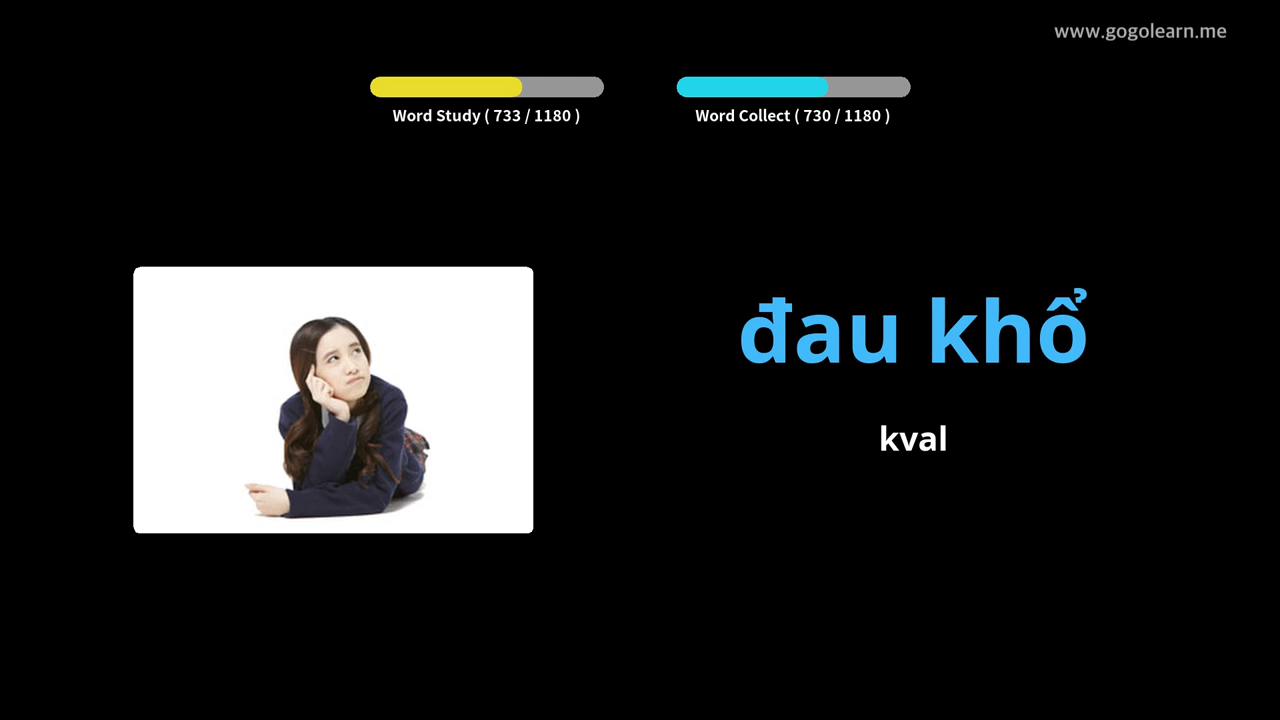 www.gogolearn.me
Word Study ( 733 / 1180 )
Word Collect ( 730 / 1180 )
đau khổ
kval